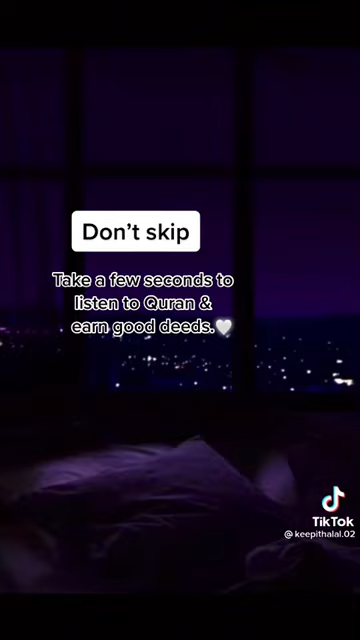 Don't skip
Take a few seconds to
listen to Quran &
earn good deeds.🤍
TikTok
@keepithalal.02